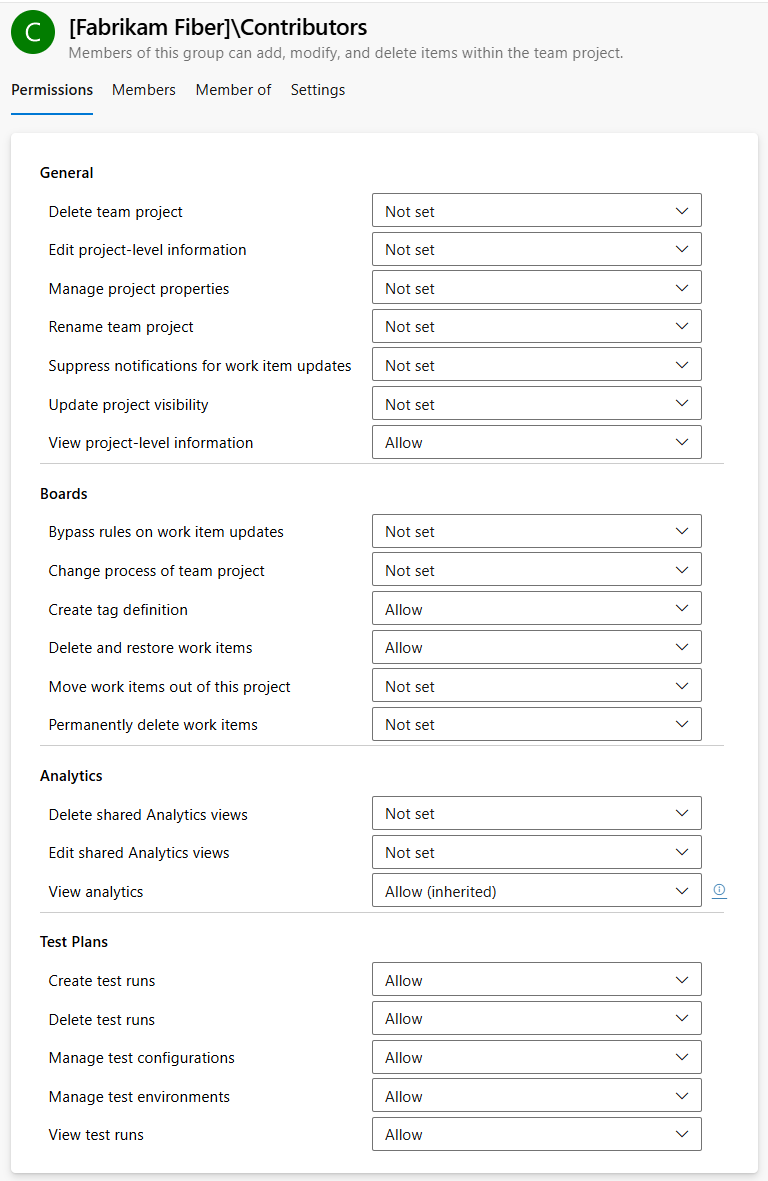 C
[Fabrikam Fiber]\Contributors
Members of this group can add, modify, and delete items within the team project.
Permissions Members Member of Settings
General
Delete team project Not set
Edit project-level information Not set
Manage project properties Not set
Rename team project Not set
Suppress notifications for work item updates Not set
Update project visibility Not set
View project-level information Allow
Boards
Bypass rules on work item updates Not set
Change process of team project Not set
Create tag definition Allow
Delete and restore work items Allow
Move work items out of this project Not set
Permanently delete work items Not set
Analytics
Delete shared Analytics views Not set
Edit shared Analytics views Not set
View analytics Allow (inherited)
Test Plans
Create test runs Allow
Delete test runs Allow
Manage test configurations Allow
Manage test environments Allow
View test runs Allow